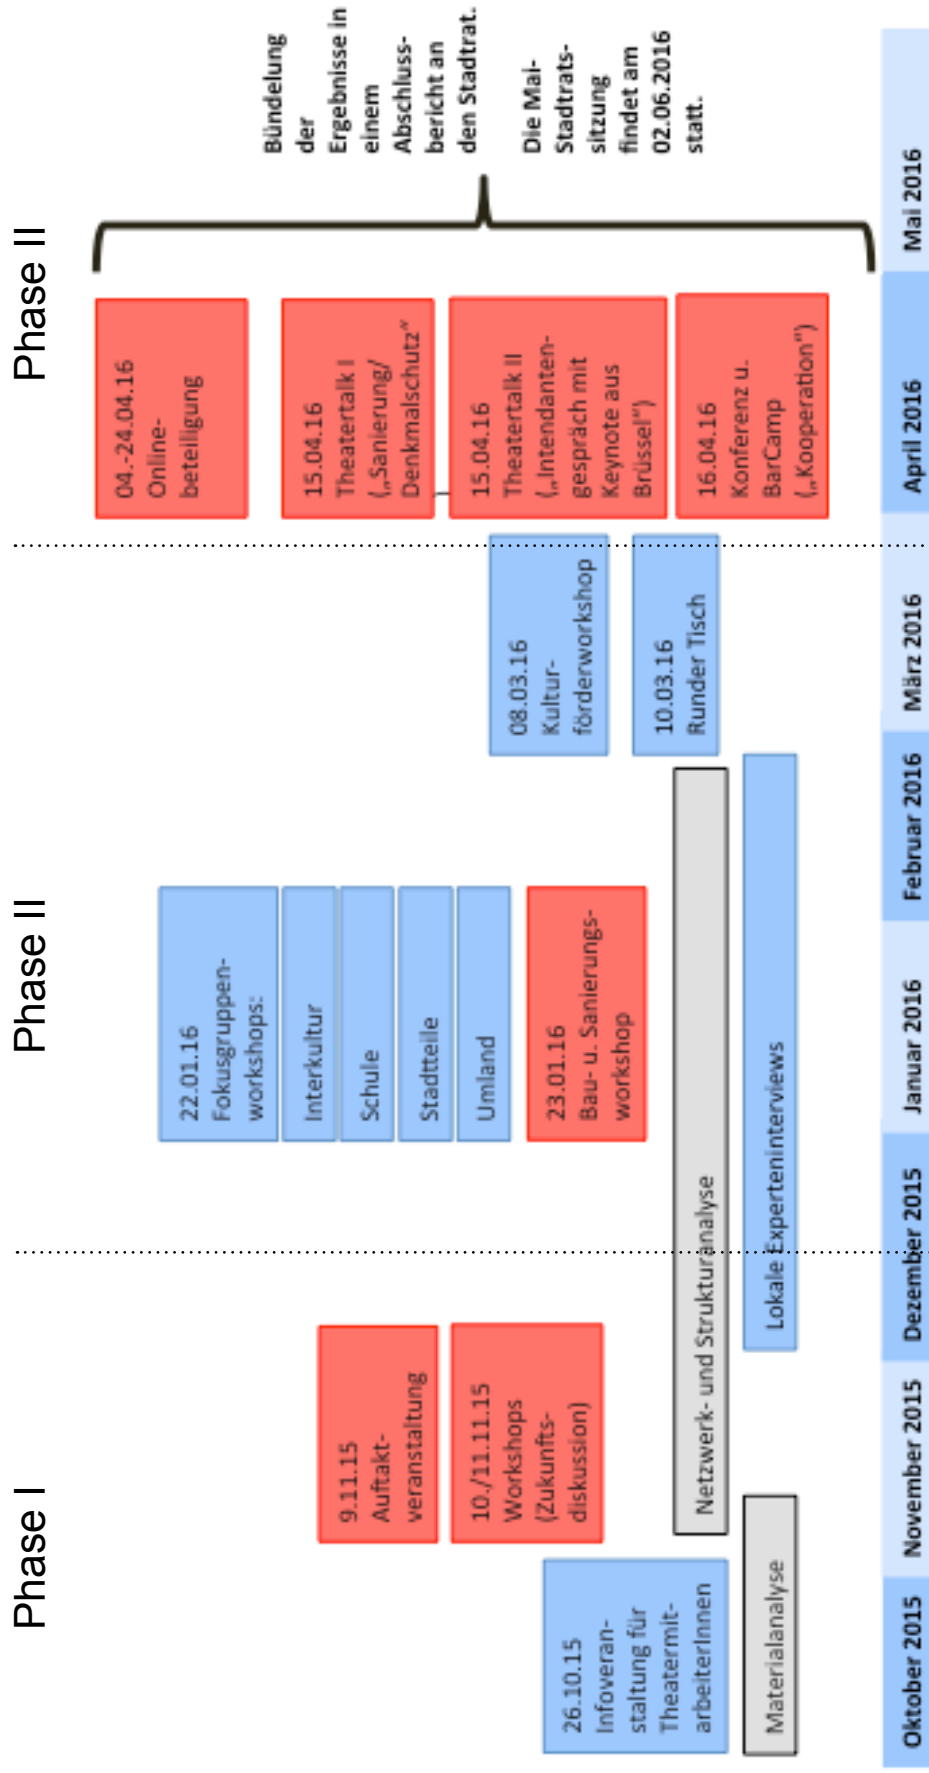 Phase I
Phase II
Phase II
26.10.15
Infoveran-
staltung für
Theatermit-
arbeiterInnen
Materialanalyse
9.11.15
Auftakt-
veranstaltung
10./11.11.15
Workshops
(Zukunfts-
diskussion)
Netzwerk- und Strukturanalyse
Lokale Experteninterviews
22.01.16
Fokusgruppen-
workshops:
Interkultur
Schule
Stadtteile
Umland
23.01.16
Bau- u. Sanierungs-
workshop
08.03.16
Kultur-
förderworkshop
10.03.16
Runder Tisch
04.-24.04.16
Online-
beteiligung
15.04.16
Theatertalk I
(„Sanierung/
Denkmalschutz“
)
15.04.16
Theatertalk II
(„Intendanten-
gespräch mit
Keynote aus
Brüssel“)
16.04.16
Konferenz u.
BarCamp
(„Kooperation“)
Bündelung
der
Ergebnisse in
einem
Abschluss-
bericht an
den Stadtrat.
Die Mai-
Stadtrats-
sitzung
findet am
02.06.2016
statt.
Oktober 2015
November 2015
Dezember 2015
Januar 2016
Februar 2016
März 2016
April 2016
Mai 2016